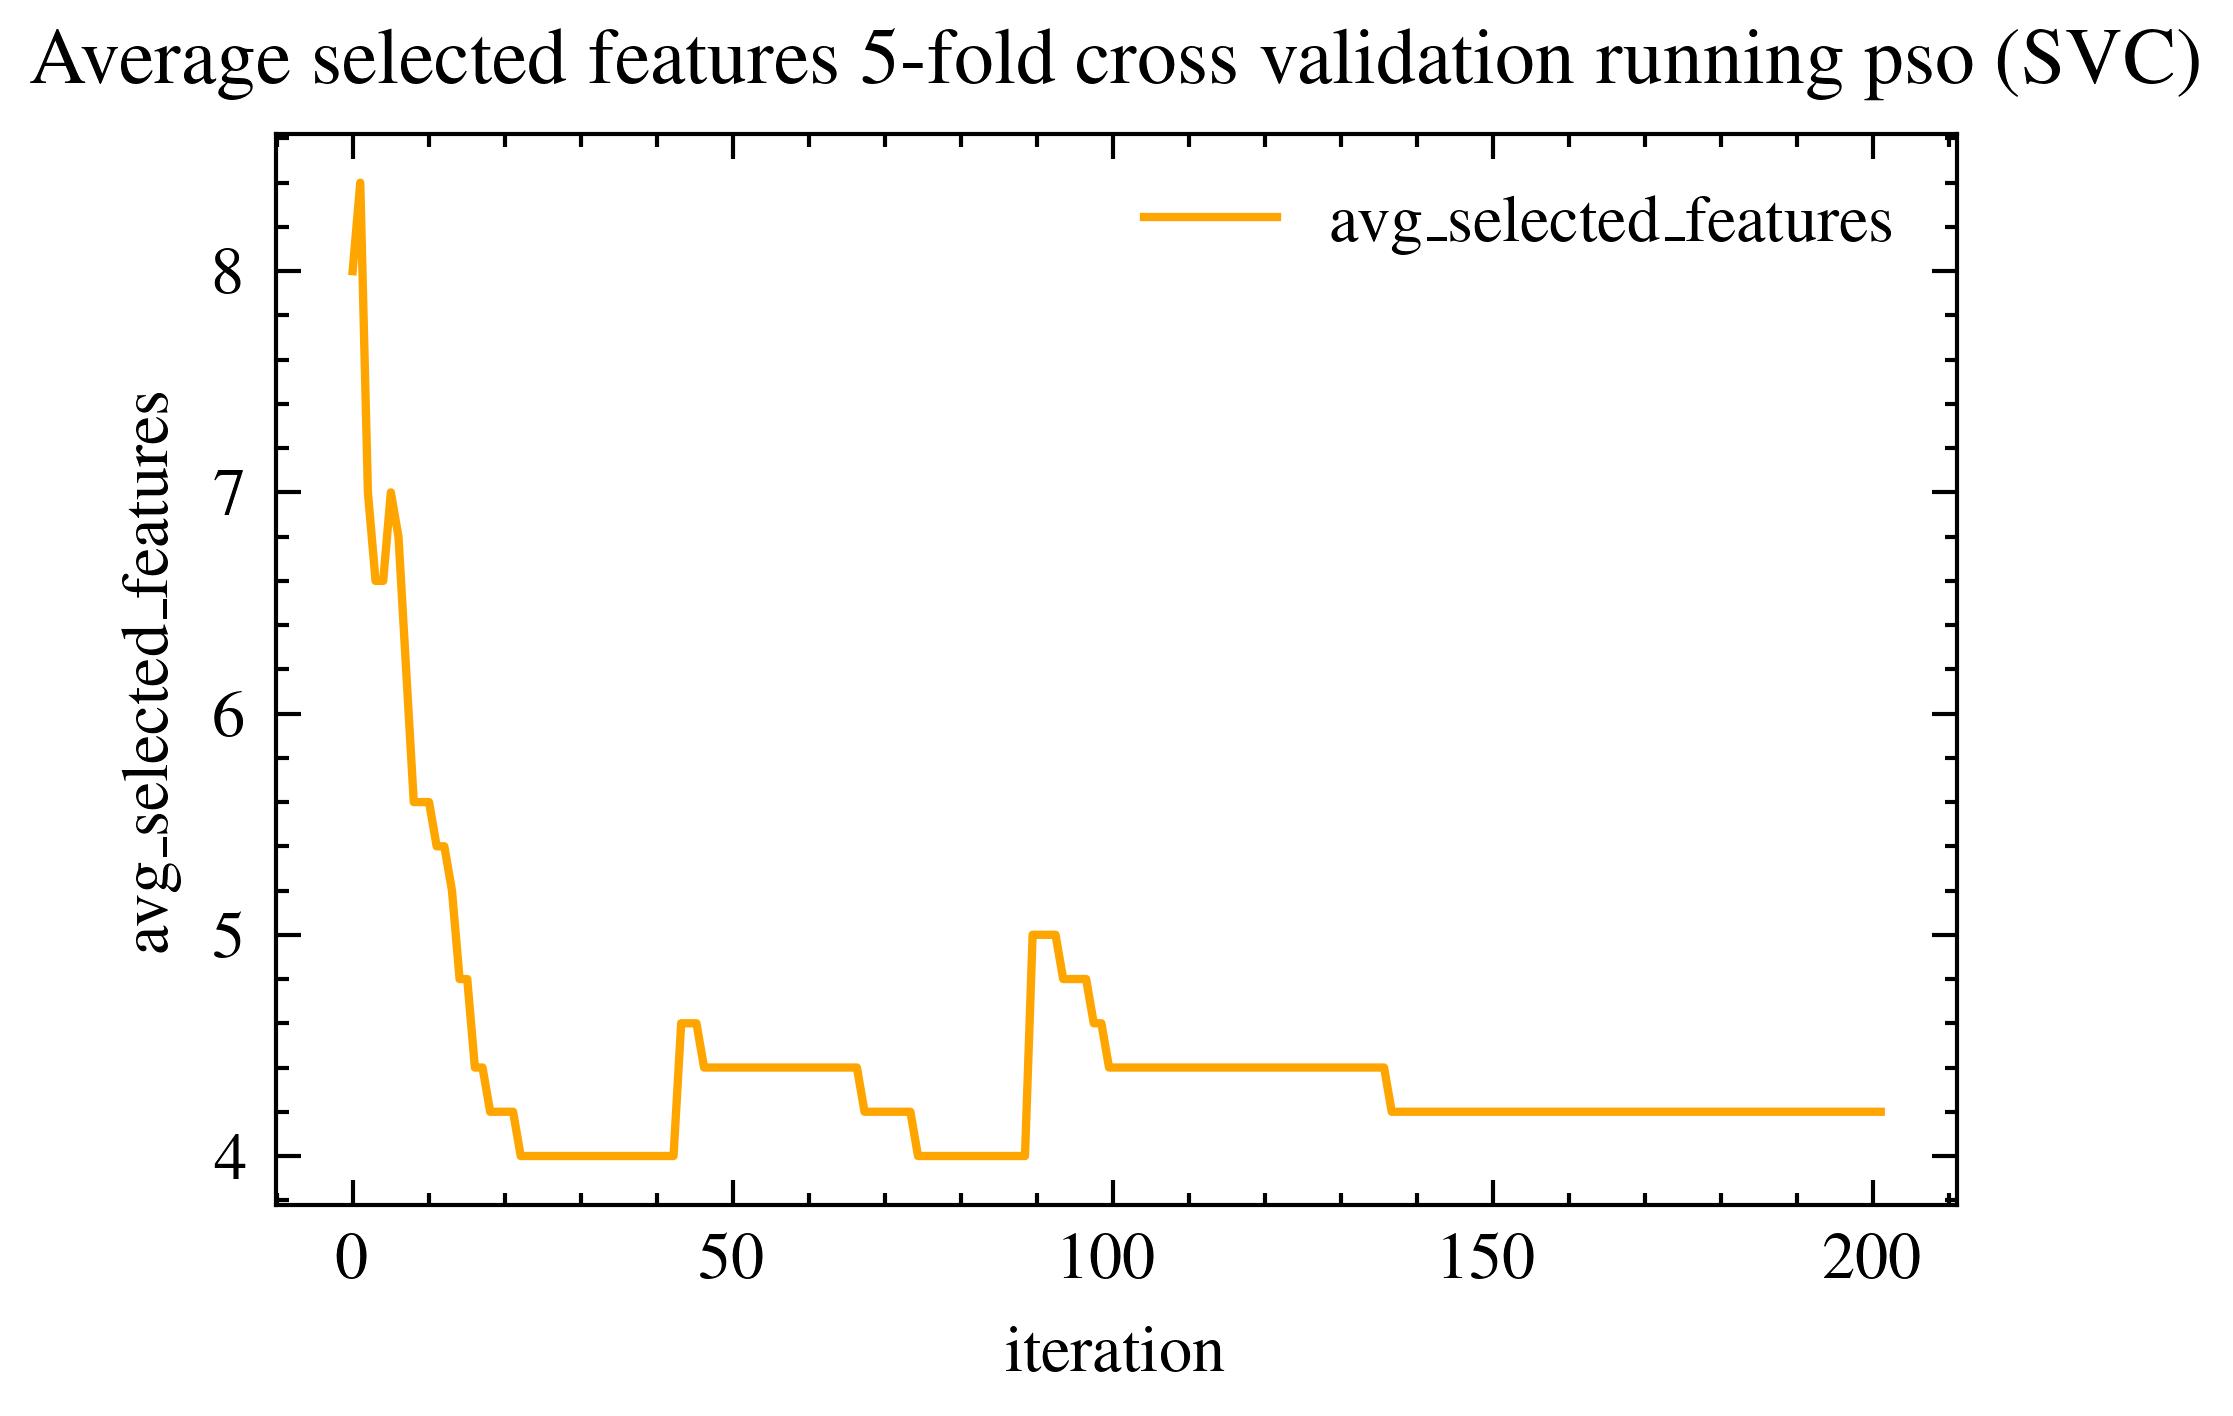 Average selected features 5-fold cross validation running pso (SVC)
avg_selected_features
avg_selected_features
8
7
6
5
4
0 50 100 150 200
iteration